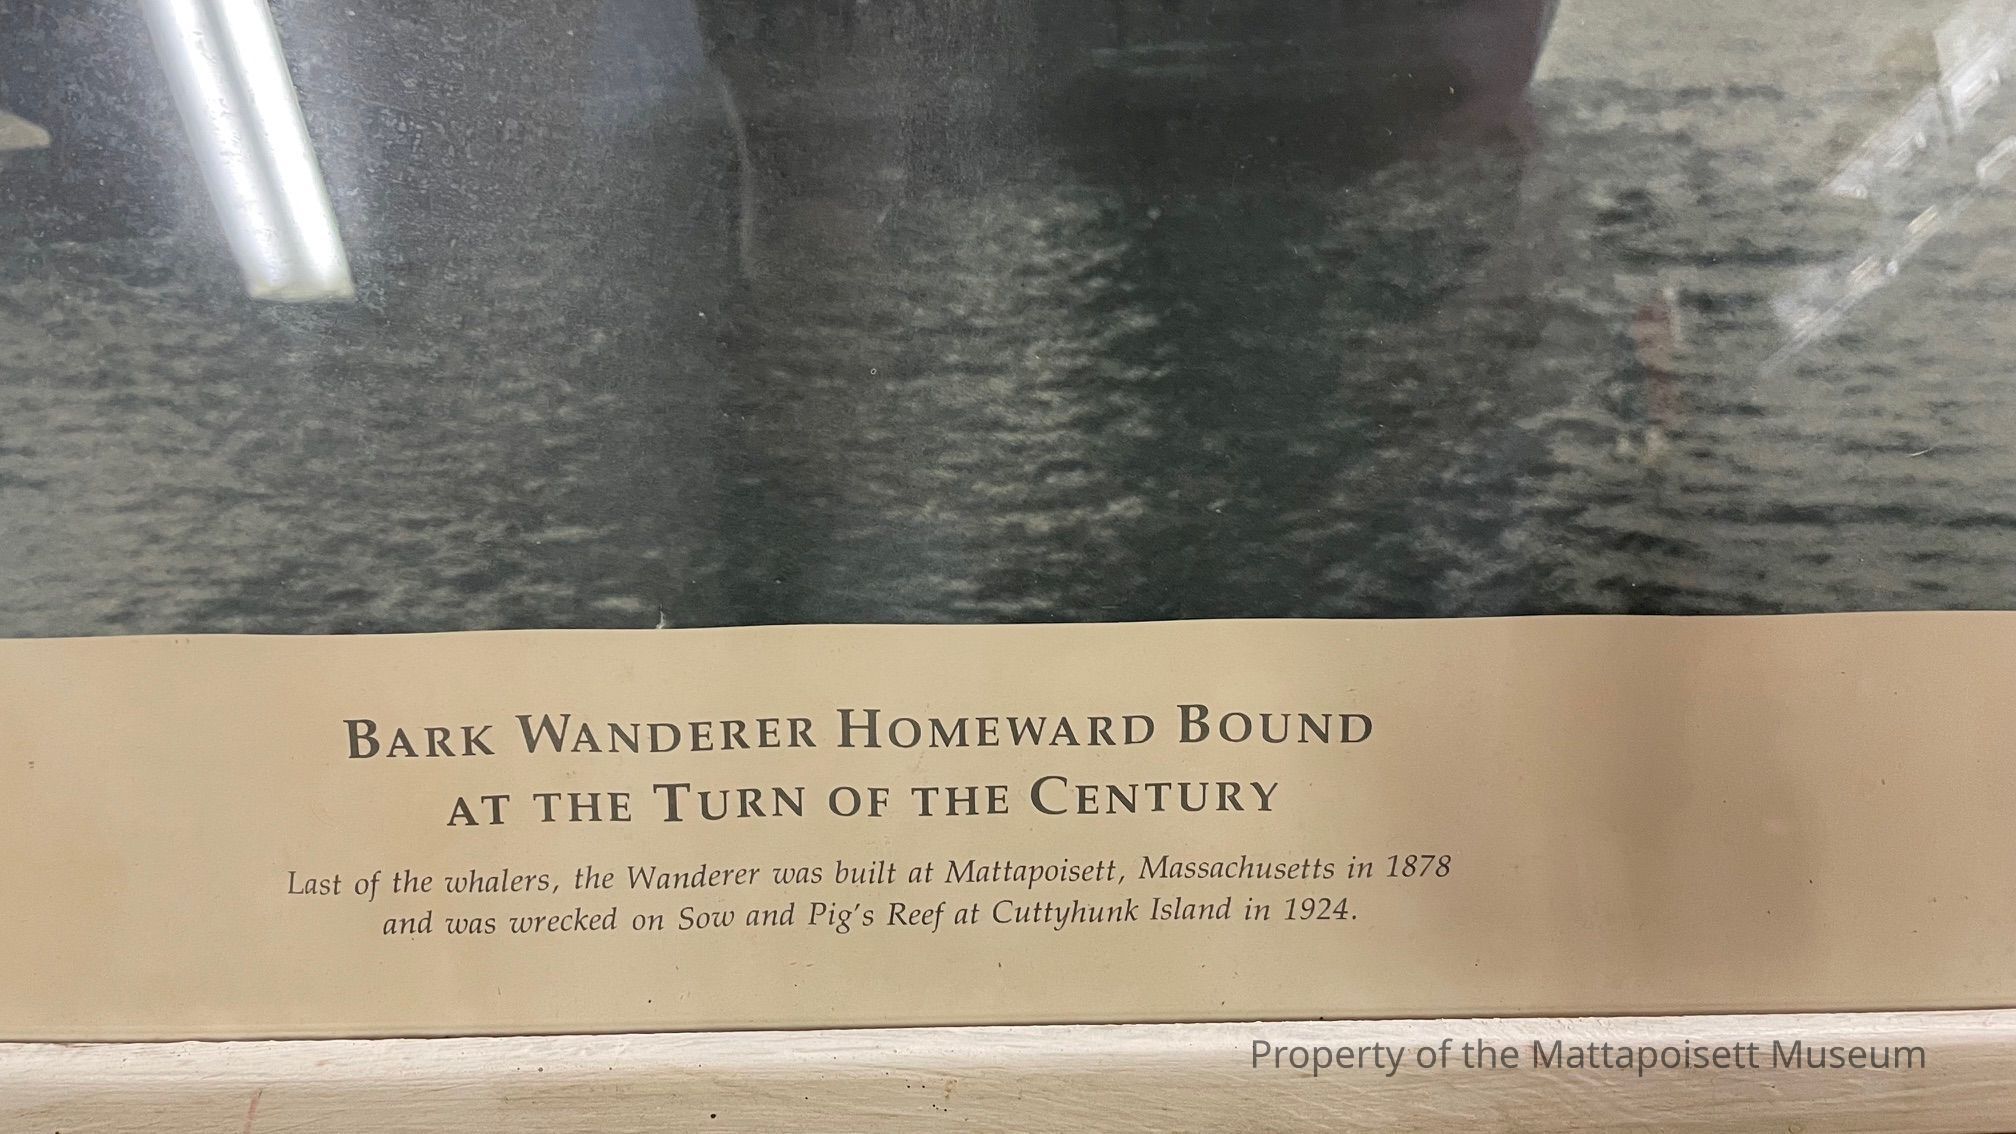 BARK WANDERER HOMEWARD BOUND
AT THE TURN OF THE CENTURY
Last of the whalers, the Wanderer was built at Mattapoisett, Massachusetts in 1878
and was wrecked on Sow and Pig's Reef at Cuttyhunk Island in 1924.
Property of the Mattapoisett Museum